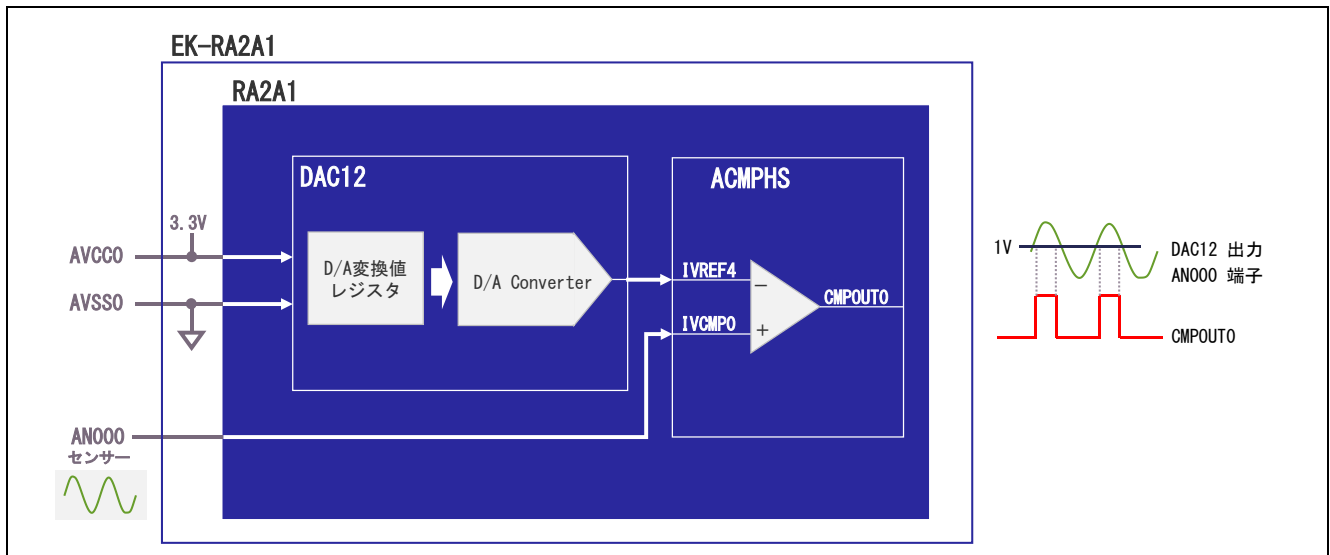 EK-RA2A1
RA2A1
DAC12
ACMPHS
3.3V
AVCC0
AVSS0
D/A変換値
レジスタ
D/A Converter
IVREF4
−
IVCMP0
+
CMPOUT0
AN000
センサー
1V
DAC12 出力
AN000 端子
CMPOUT0